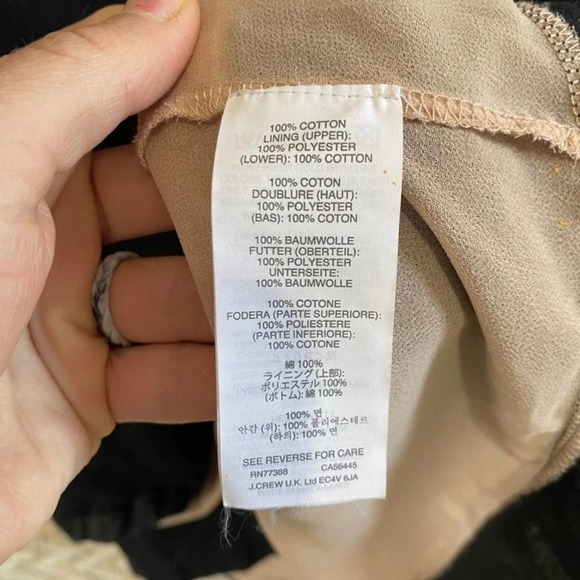 100% COTTON
LINING (UPPER):
100% POLYESTER
(LOWER): 100% COTTON
100% COTON
DOUBLURE (HAUT):
100% POLYESTER
(BAS): 100% COTON
100% BAUMWOLLE
FUTTER (OBERTEIL):
100% POLYESTER
UNTERSEITE:
100% BAUMWOLLE
100% COTONE
FODERA (PARTE SUPERIORE):
100% POLIESTERE
(PARTE INFERIORE):
100% COTONE
綿 100%
ライニング (上部):
ポリエステル 100%
(ボトム): 綿 100%
100% 면
안감 (위): 100% 폴리에스테르
(하의): 100% 면
SEE REVERSE FOR CARE
RN77388 CA56445
J.CREW U.K. Ltd EC4V 6JA